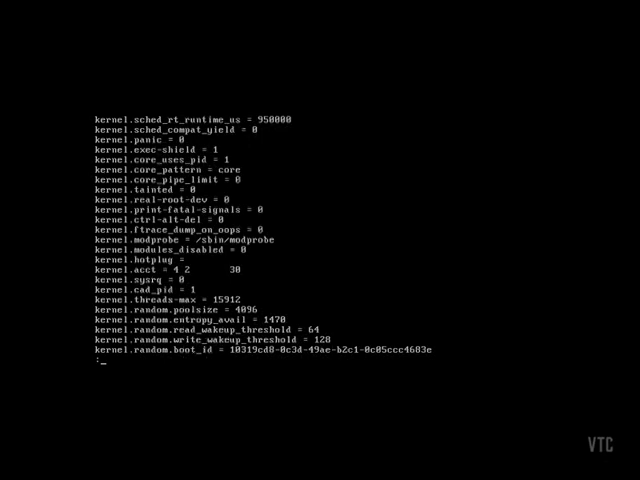 kernel.sched_rt_runtime_us = 950000
kernel.sched_compat_yield = 0
kernel.panic = 0
kernel.exec-shield = 1
kernel.core_uses_pid = 1
kernel.core_pattern = core
kernel.core_pipe_limit = 0
kernel.tainted = 0
kernel.real-root-dev = 0
kernel.print-fatal-signals = 0
kernel.ctrl-alt-del = 0
kernel.ftrace_dump_on_oops = 0
kernel.modprobe = /sbin/modprobe
kernel.modules_disabled = 0
kernel.hotplug =
kernel.acct = 4 2       30
kernel.sysrq = 0
kernel.cad_pid = 1
kernel.threads-max = 15912
kernel.random.poolsize = 4096
kernel.random.entropy_avail = 1470
kernel.random.read_wakeup_threshold = 64
kernel.random.write_wakeup_threshold = 128
kernel.random.boot_id = 10319cd8-0c3d-49ae-b2c1-0c05ccc4683e
:_
VTC